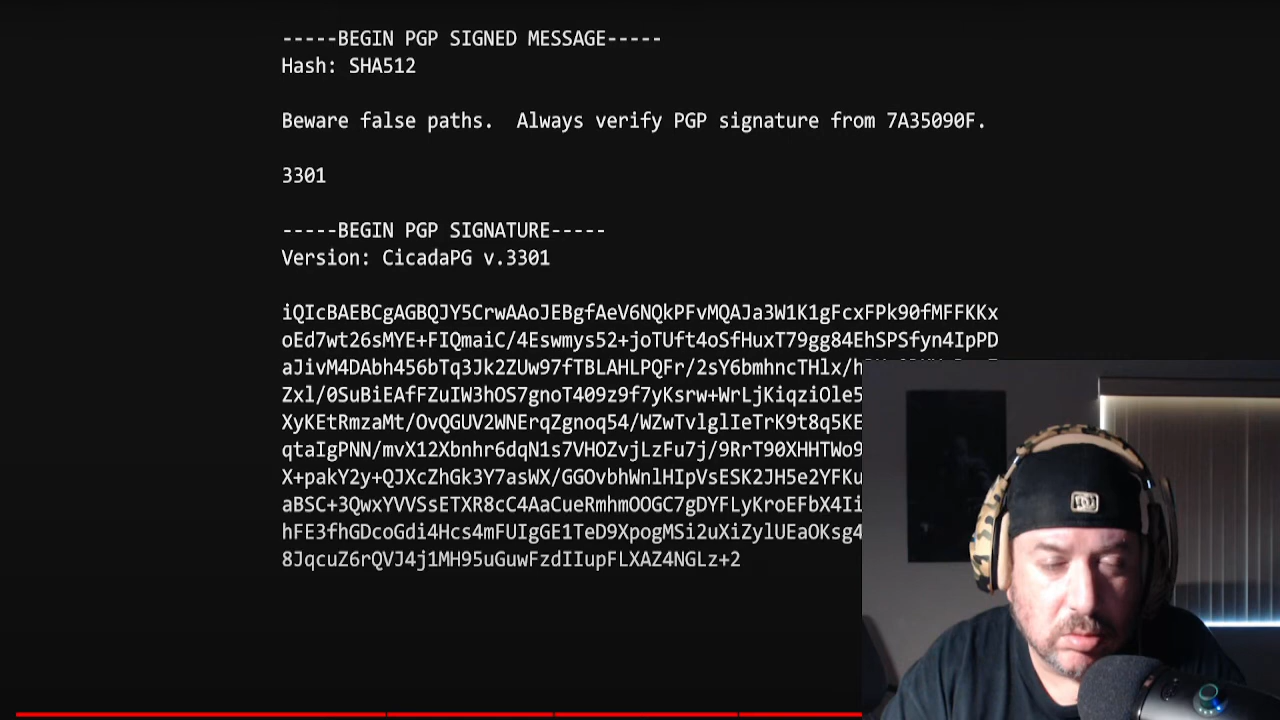 -----BEGIN PGP SIGNED MESSAGE-----
Hash: SHA512
Beware false paths.  Always verify PGP signature from 7A35090F.
3301
-----BEGIN PGP SIGNATURE-----
Version: CicadaPG v.3301
iQIcBAEBCgAGBQJY5CrwAAoJEBgfAeV6NQkPFvMQAJa3W1K1gFcxFPk90fMFFKKx
oEd7wt26sMYE+FIQmaiC/4Eswmys52+joTUft4oSfHuxT79gg84EhSPSfyn4IpPD
aJivM4DAbh456bTq3Jk2ZUw97fTBLAHLPQFr/2sY6bmhncTHlx/h
Zxl/0SuBiEAfFZuIW3hOS7gnoT409z9f7yKsrw+WrLjKiqziOle5
XyKEtRmzaMt/OvQGUV2WNErqZgnoq54/WZwTvlglIeTrK9t8q5KE
qtaIgPNN/mvX12Xbnhr6dqN1s7VHOZvjLzFu7j/9RrT90XHHTWo9
X+pakY2y+QJXcZhGk3Y7asWX/GGOvbhWnlHIpVsESK2JH5e2YFKu
aBSC+3QwxYVVSsETXR8cC4AaCueRmhmOOGC7gDYFLyKroEFbX4Ii
hFE3fhGDcoGdi4Hcs4mFUIgGE1TeD9XpogMSi2uXiZylUEaOKsg4
8JqcuZ6rQVJ4j1MH95uGuwFzdIIupFLXAZ4NGLz+2